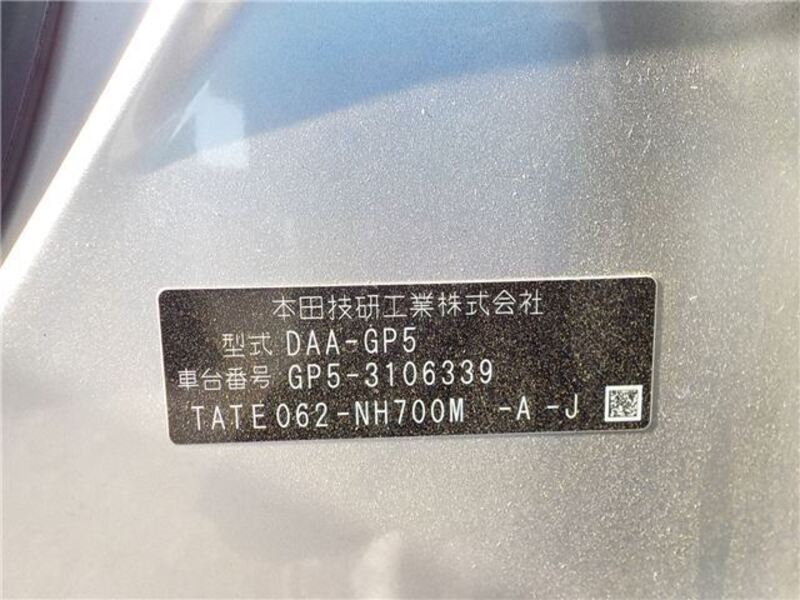 本田技研工業株式会社
型式 DAA-GP5
車台番号 GP5-3106339
TATE062-NH700M -A -J